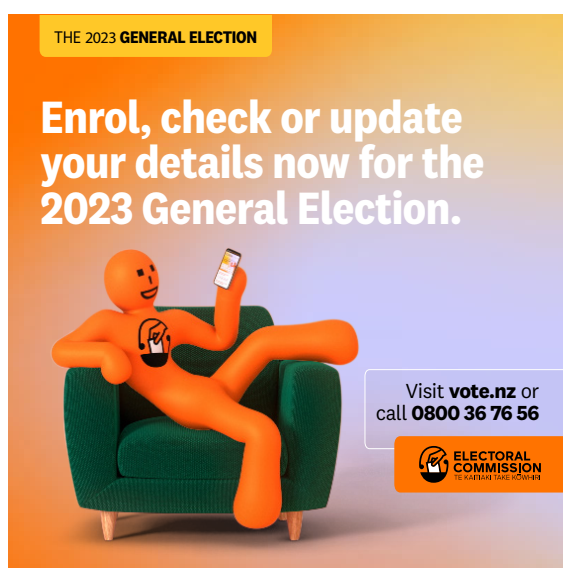 THE 2023 GENERAL ELECTION
Enrol, check or update
your details now for the
2023 General Election.
Visit vote.nz or
call 0800 36 76 56
ELECTORAL
COMMISSION
TE KAITIAKI TAKE KŌWHIRI